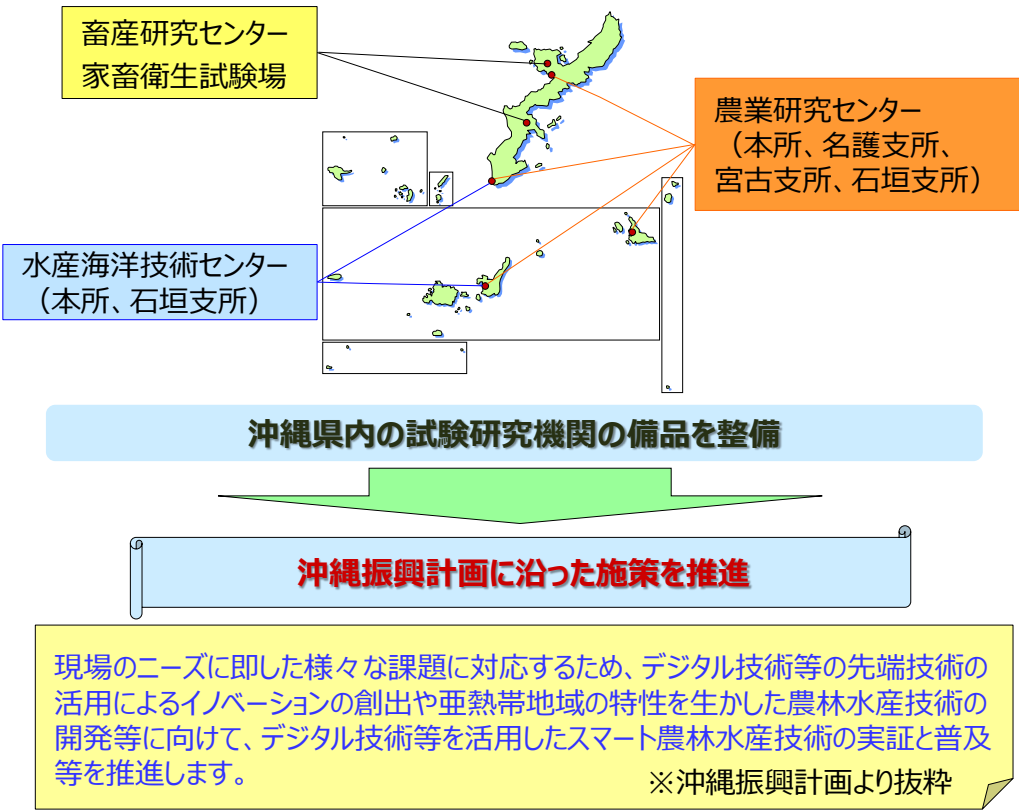 畜産研究センター
家畜衛生試験場
農業研究センター
（本所、名護支所、
宮古支所、石垣支所）
水産海洋技術センター
（本所、石垣支所）
沖縄県内の試験研究機関の備品を整備
沖縄振興計画に沿った施策を推進
現場のニーズに即した様々な課題に対応するため、デジタル技術等の先端技術の
活用によるイノベーションの創出や亜熱帯地域の特性を生かした農林水産技術の
開発等に向けて、デジタル技術等を活用したスマート農林水産技術の実証と普及
等を推進します。
※沖縄振興計画より抜粋